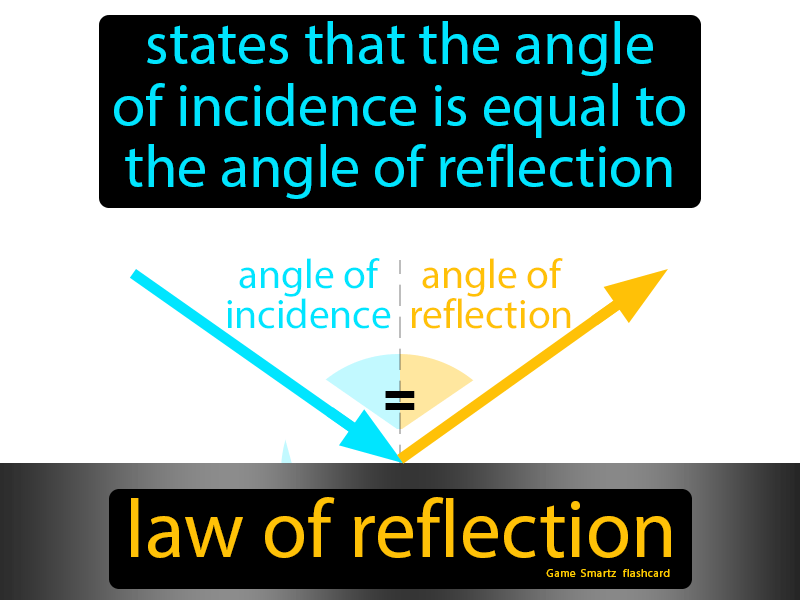 states that the angle
of incidence is equal to
the angle of reflection
angle of
incidence
angle of
reflection
=
law of reflection
Game Smartz flashcard